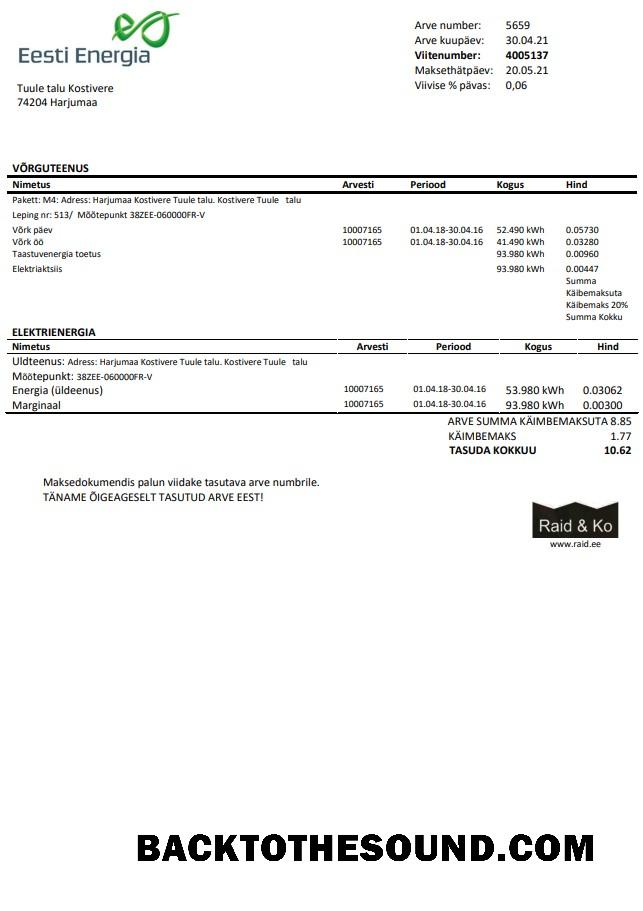 Eesti Energia
Arve number: 5659
Arve kuupäev: 30.04.21
Viitenumber: 4005137
Maksethätpäev: 20.05.21
Viivise % pävas: 0,06
Tuule talu Kostivere
74204 Harjumaa
VÕRGUTEENUS
Nimetus Arvesti Periood Kogus Hind
Pakett: M4: Adress: Harjumaa Kostivere Tuule talu. Kostivere Tuule talu
Leping nr: 513/ Mõõtepunkt 38ZEE-060000FR-V
Võrk päev 10007165 01.04.18-30.04.16 52.490 kWh 0.05730
Võrk öö 10007165 01.04.18-30.04.16 41.490 kWh 0.03280
Taastuvenergia toetus 93.980 kWh 0.00960
Elektriaktsiis 93.980 kWh 0.00447
Summa
Käibemaksuta
Käibemaks 20%
Summa Kokku
ELEKTRIENERGIA
Nimetus Arvesti Periood Kogus Hind
Uldteenus: Adress: Harjumaa Kostivere Tuule talu. Kostivere Tuule talu
Möötepunkt: 38ZEE-060000FR-V
Energia (üldeenus) 10007165 01.04.18-30.04.16 53.980 kWh 0.03062
Marginaal 10007165 01.04.18-30.04.16 93.980 kWh 0.00300
ARVE SUMMA KÄIMBEMAKSUTA 8.85
KÄIMBEMAKS 1.77
TASUDA KOKKUU 10.62
Maksedokumendis palun viidake tasutava arve numbrile.
TÄNAME ÕIGEAGESELT TASUTUD ARVE EEST!
Raid & Ko
www.raid.ee
BACKTOTHESOUND.COM